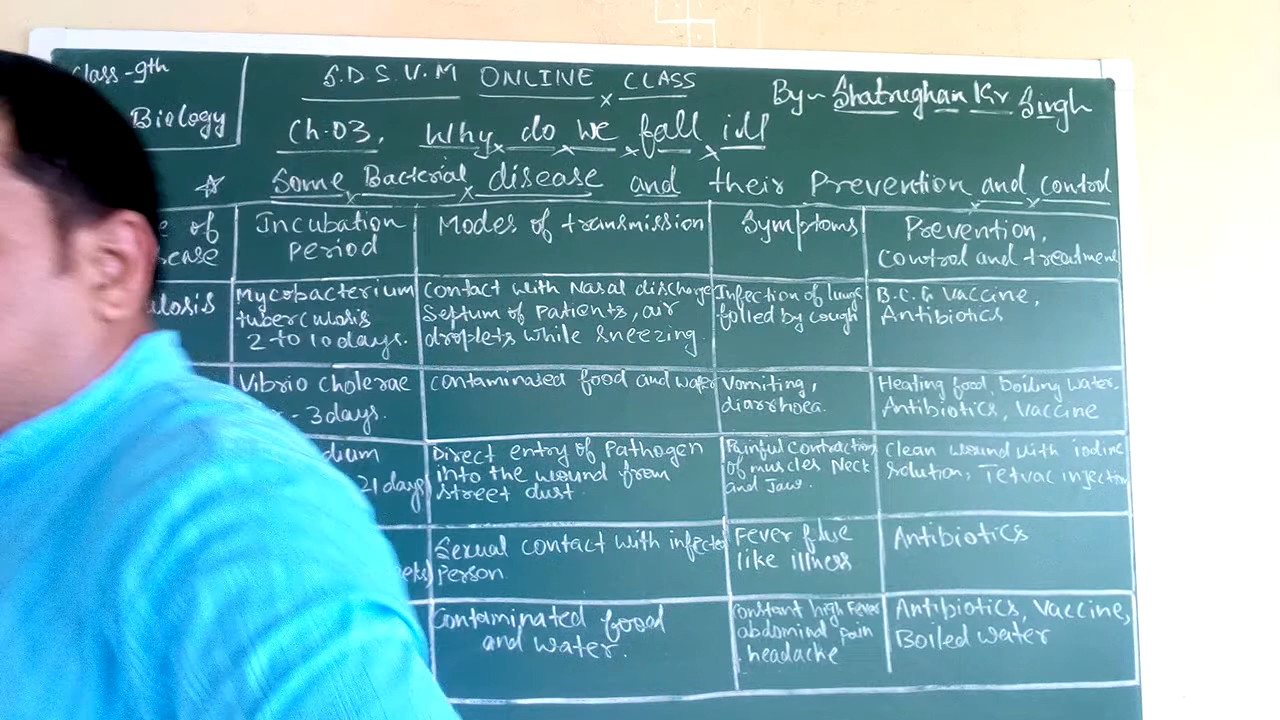 Class-9th
Biology
S.D.S.V.M ONLINE CLASS
By- Shatrughan Kr Singh
Ch.03. Why do we fall ill
Some Bacterial disease and their Prevention and control
of
Incubation Period
Modes of transmission
Symptoms
Prevention, control and treatment
Mycobacterium
tuberculosis
2 to 10 days.
Contact with Nasal discharge
Septum of Patients, air
droplets while sneezing.
Infection of lungs
follied by cough
B.C.G Vaccine,
Antibiotics
Vibrio cholerae
- 3 days.
contaminated food and water
Vomiting,
diarrhoea.
Heating food, boiling water.
Antibiotics, Vaccine
21 days)
Direct entry of Pathogen
into the wound from
street dust.
Painful contraction
of muscles Neck
and Jaw.
Clean wound with iodine
solution, Tetvac injection
Sexual contact with infected
Person.
Fever flue
like illness
Antibiotics
Contaminated food
and water.
Constant high Fever
abdominal pain
headache
Antibiotics, Vaccine,
Boiled water